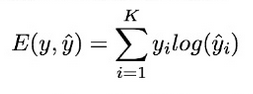 E(y, ŷ) = ∑_{i=1}^{K} y_i log(ŷ_i)